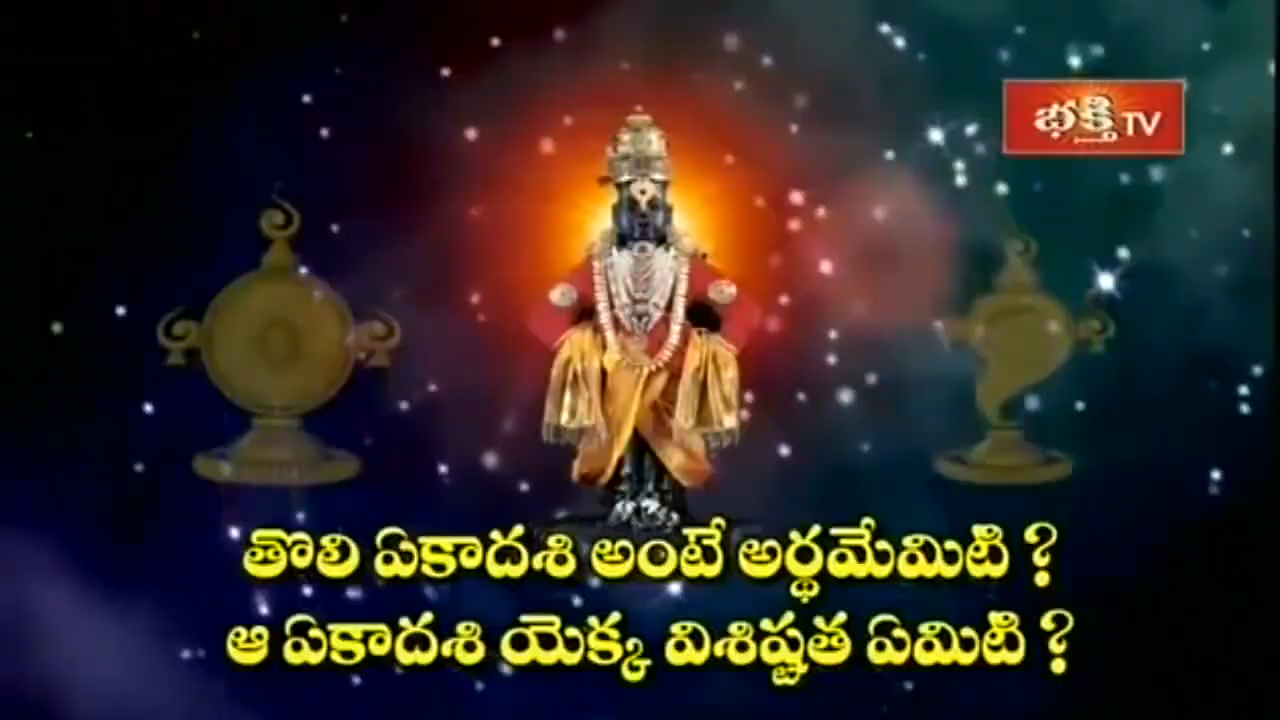 భక్తి TV
తొలి ఏకాదశి అంటే అర్థమేమిటి ?
ఆ ఏకాదశి యెక్క విశిష్టత ఏమిటి ?